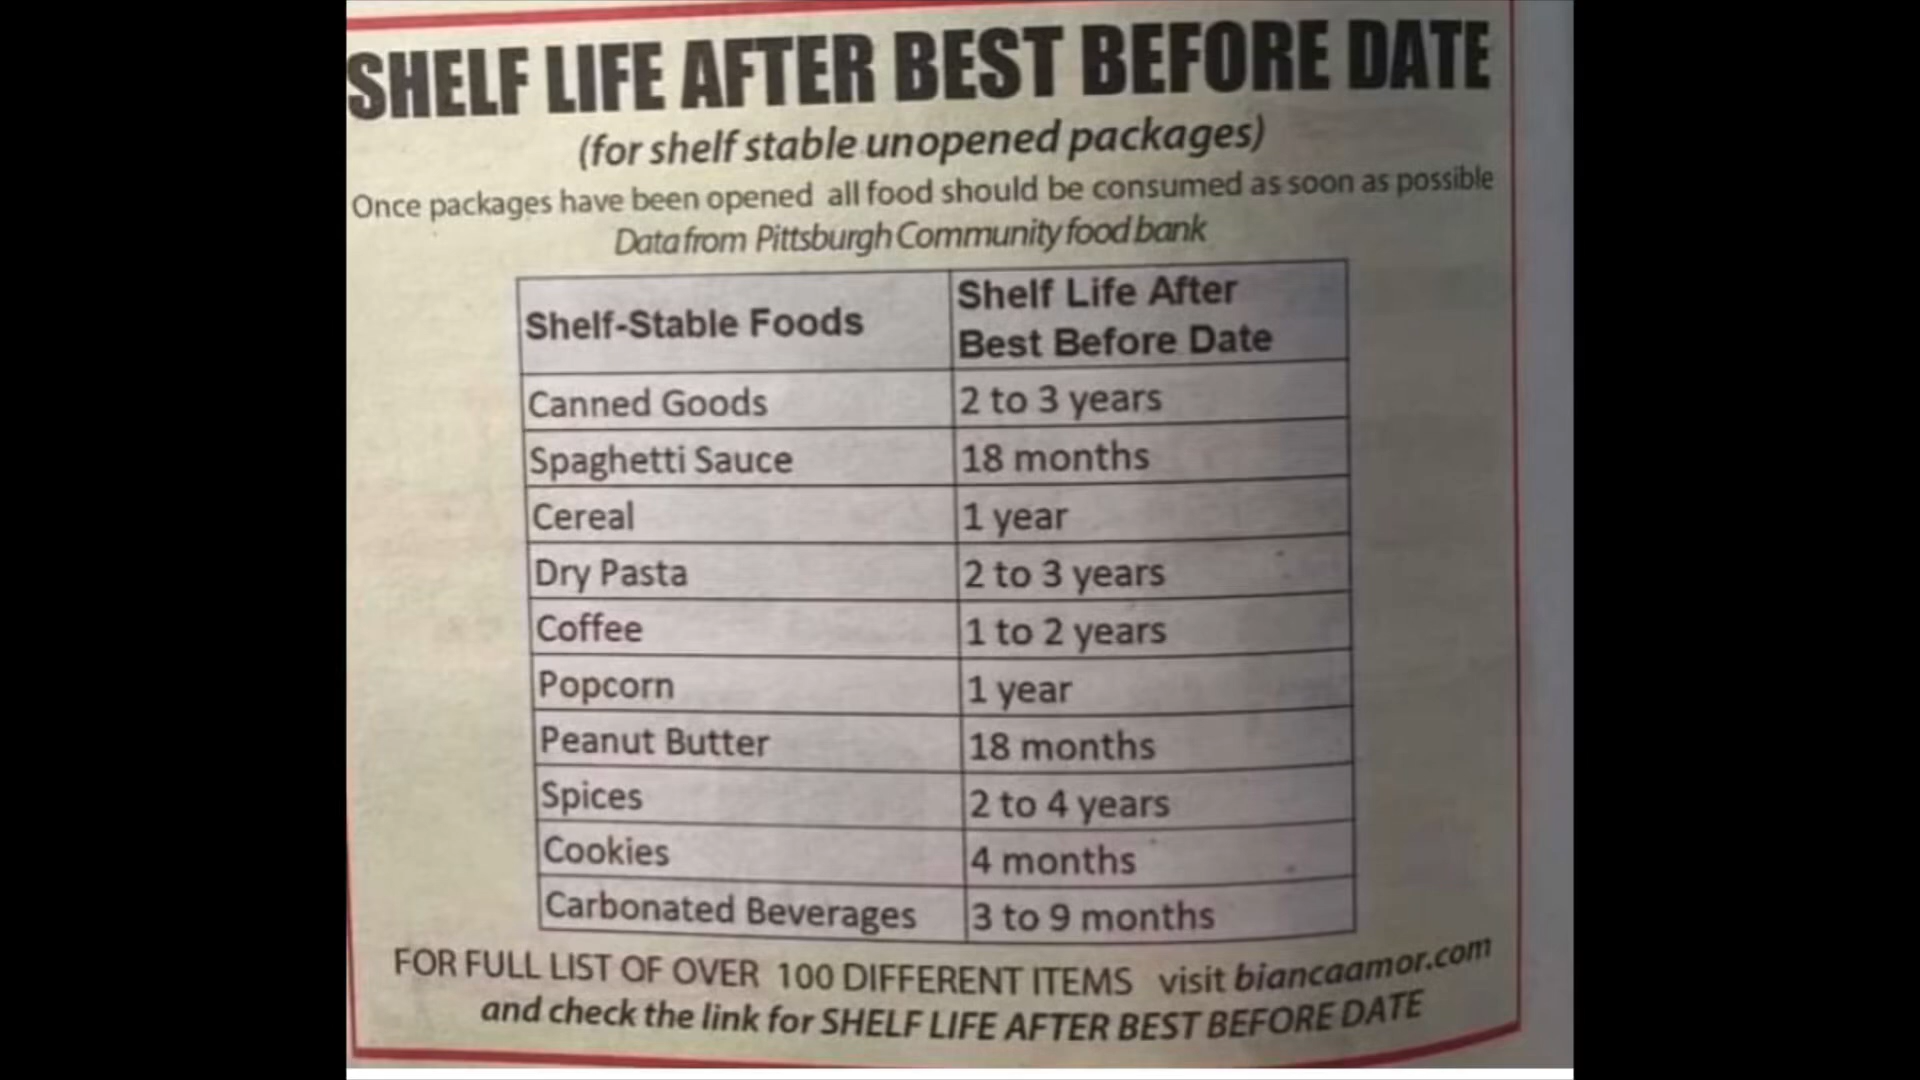 SHELF LIFE AFTER BEST BEFORE DATE
(for shelf stable unopened packages)
Once packages have been opened all food should be consumed as soon as possible
Data from Pittsburgh Community food bank
Shelf-Stable Foods Shelf Life After Best Before Date
Canned Goods 2 to 3 years
Spaghetti Sauce 18 months
Cereal 1 year
Dry Pasta 2 to 3 years
Coffee 1 to 2 years
Popcorn 1 year
Peanut Butter 18 months
Spices 2 to 4 years
Cookies 4 months
Carbonated Beverages 3 to 9 months
FOR FULL LIST OF OVER 100 DIFFERENT ITEMS visit biancaamor.com
and check the link for SHELF LIFE AFTER BEST BEFORE DATE